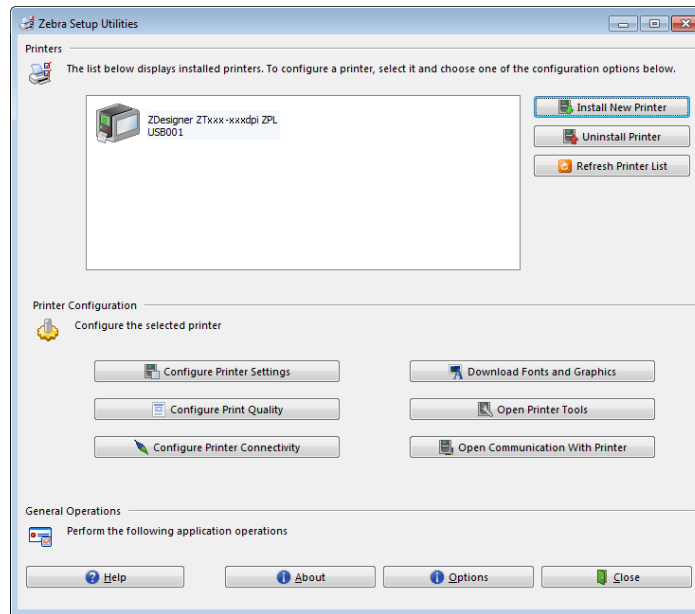 Zebra Setup Utilities
Printers
The list below displays installed printers. To configure a printer, select it and choose one of the configuration options below.
ZDesigner ZTxxx-xxxdpi ZPL
USB001
Install New Printer
Uninstall Printer
Refresh Printer List
Printer Configuration
Configure the selected printer
Configure Printer Settings
Download Fonts and Graphics
Configure Print Quality
Open Printer Tools
Configure Printer Connectivity
Open Communication With Printer
General Operations
Perform the following application operations
Help
About
Options
Close